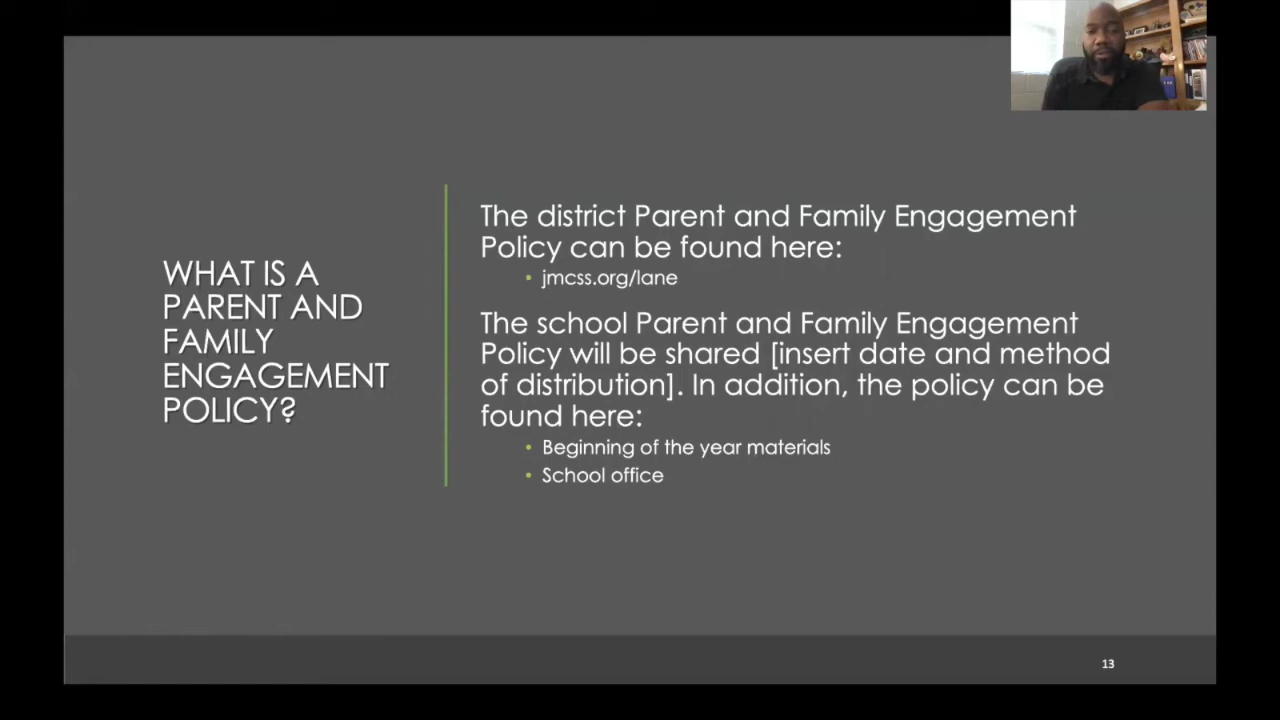 WHAT IS A
PARENT AND
FAMILY
ENGAGEMENT
POLICY?
The district Parent and Family Engagement
Policy can be found here:
• jmcss.org/lane
The school Parent and Family Engagement
Policy will be shared [insert date and method
of distribution]. In addition, the policy can be
found here:
• Beginning of the year materials
• School office
13